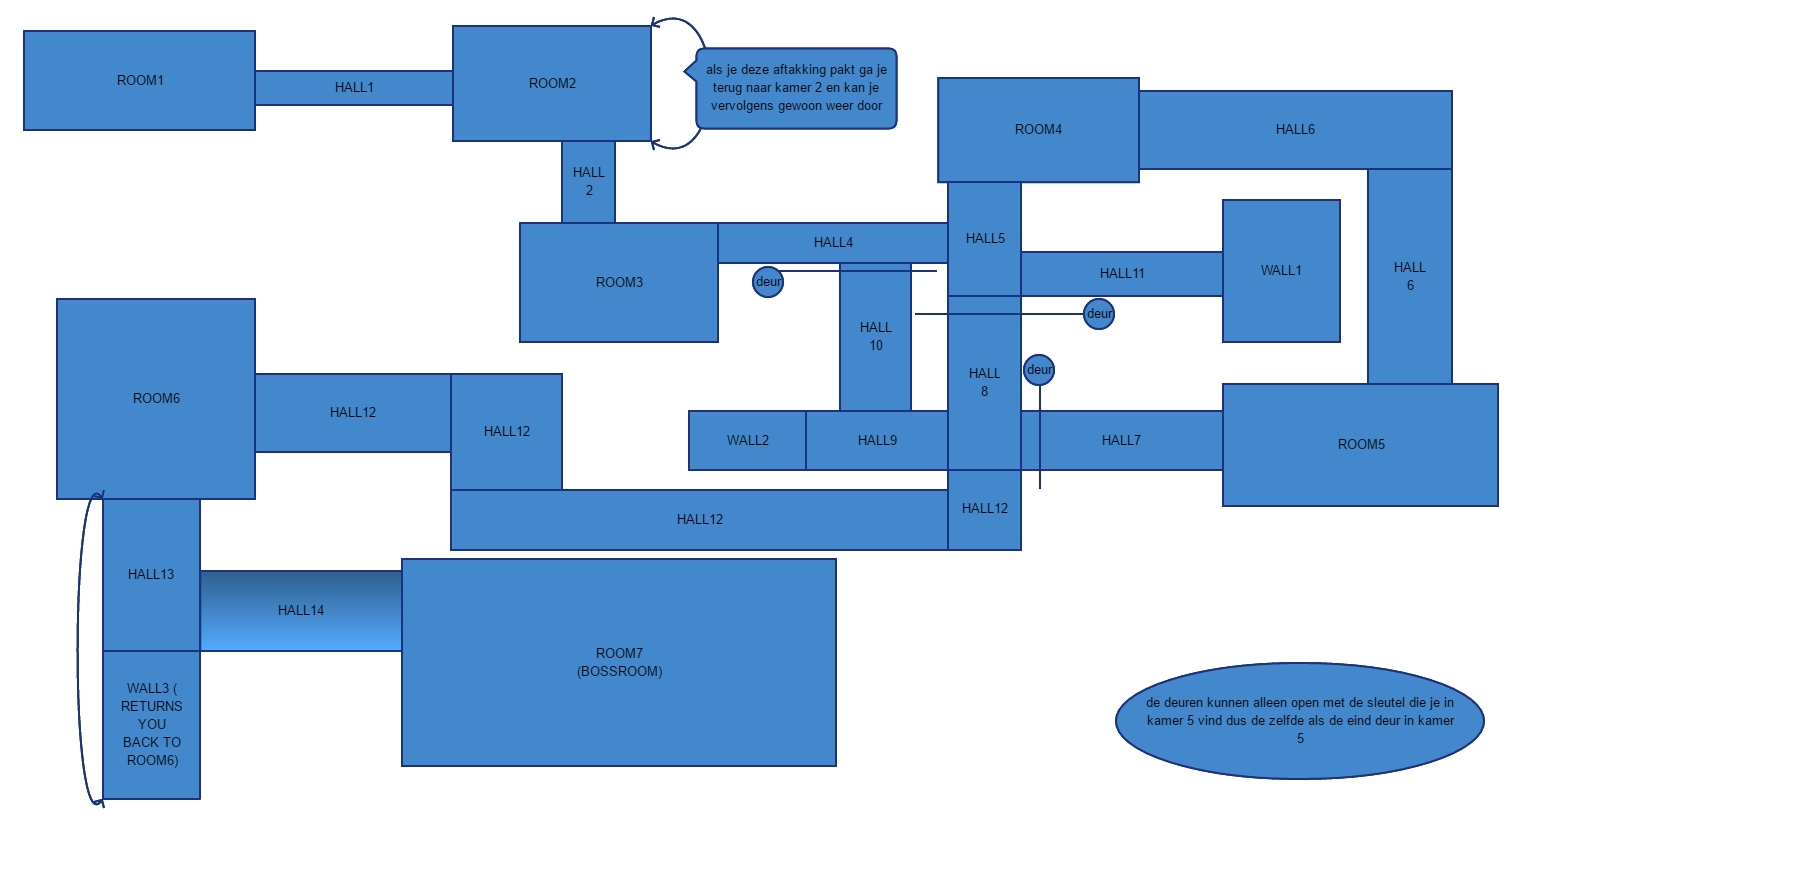 ROOM1
HALL1
ROOM2
als je deze aftakking pakt ga je
terug naar kamer 2 en kan je
vervolgens gewoon weer door
ROOM4
HALL6
HALL
2
ROOM3
HALL4
HALL5
HALL11
WALL1
HALL
6
deur
deur
HALL
10
HALL
8
deur
ROOM6
HALL12
HALL12
WALL2
HALL9
HALL7
ROOM5
HALL12
HALL12
HALL13
HALL14
ROOM7
(BOSSROOM)
WALL3 (
RETURNS
YOU
BACK TO
ROOM6)
de deuren kunnen alleen open met de sleutel die je in
kamer 5 vind dus de zelfde als de eind deur in kamer
5